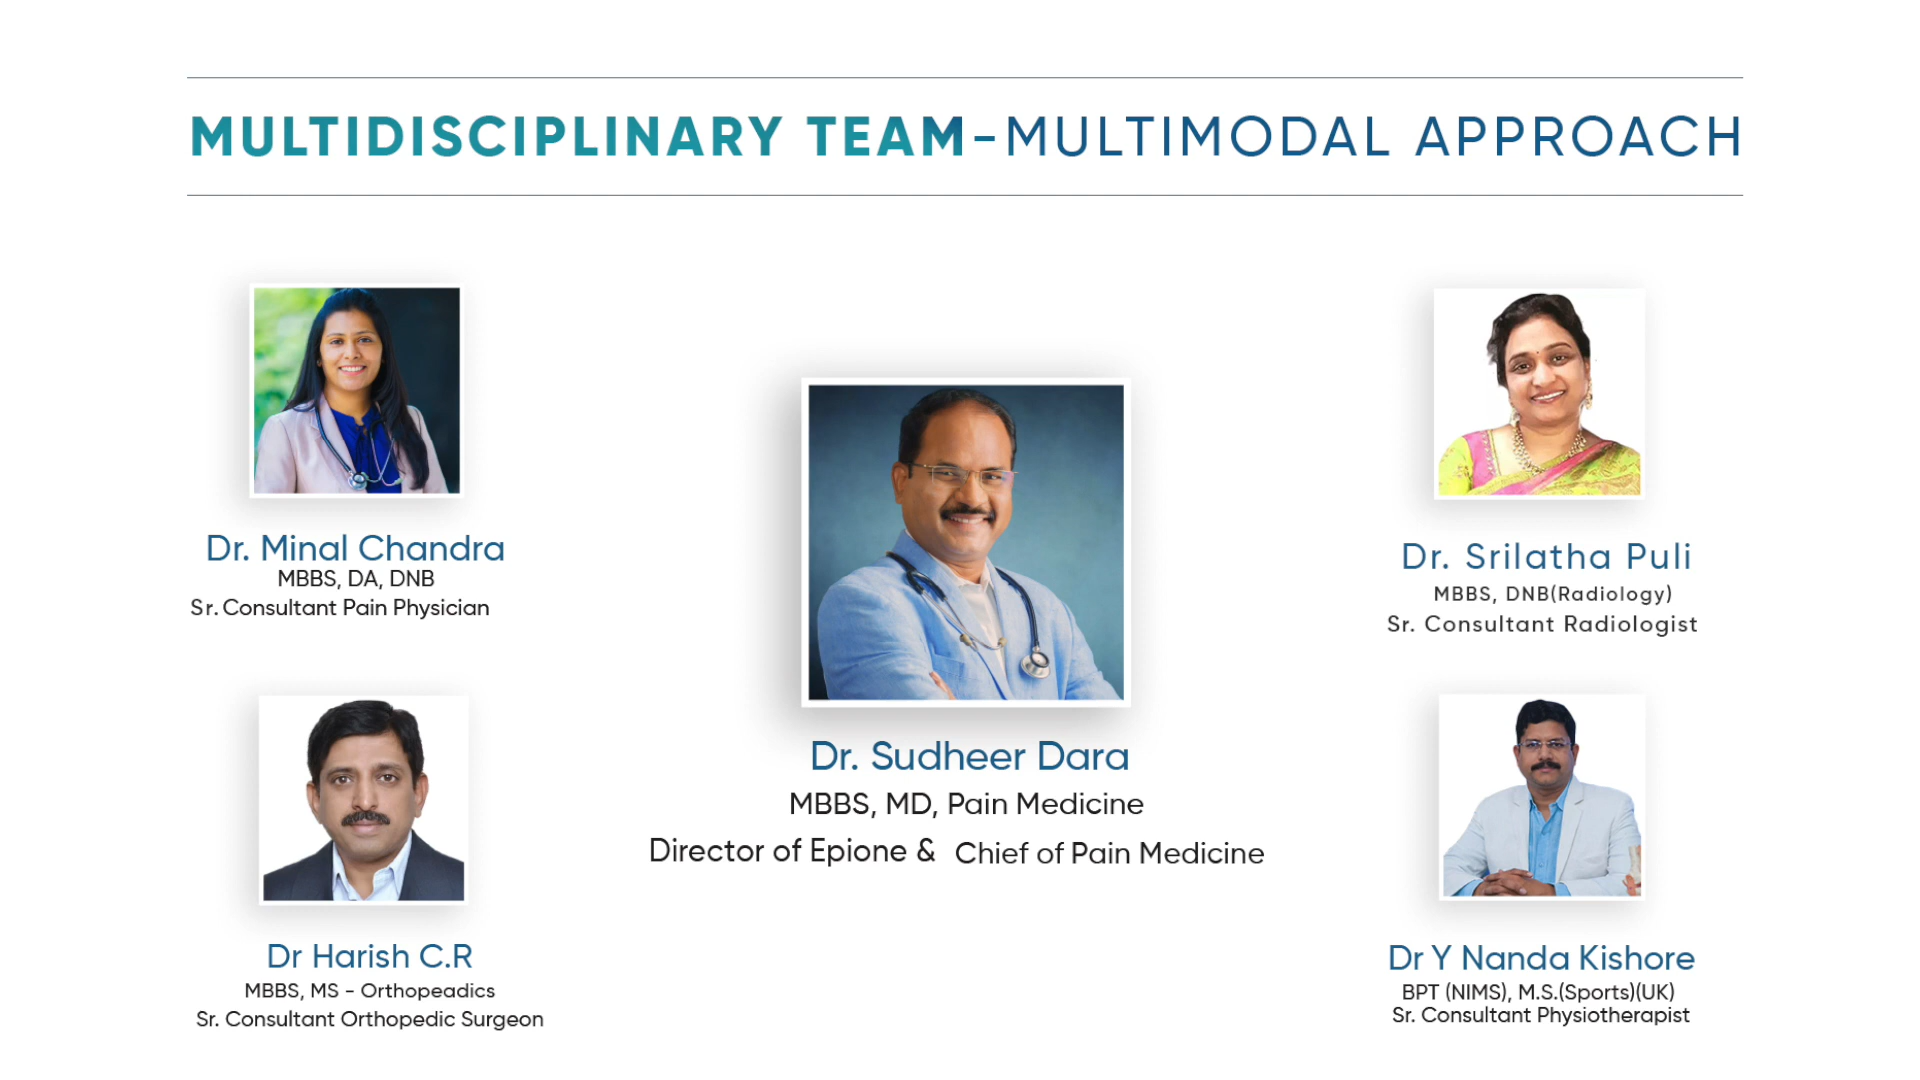 MULTIDISCIPLINARY TEAM-MULTIMODAL APPROACH
Dr. Minal Chandra
MBBS, DA, DNB
Sr. Consultant Pain Physician
Dr Harish C.R
MBBS, MS - Orthopeadics
Sr. Consultant Orthopedic Surgeon
Dr. Sudheer Dara
MBBS, MD, Pain Medicine
Director of Epione & Chief of Pain Medicine
Dr. Srilatha Puli
MBBS, DNB(Radiology)
Sr. Consultant Radiologist
Dr Y Nanda Kishore
BPT (NIMS), M.S.(Sports)(UK)
Sr. Consultant Physiotherapist